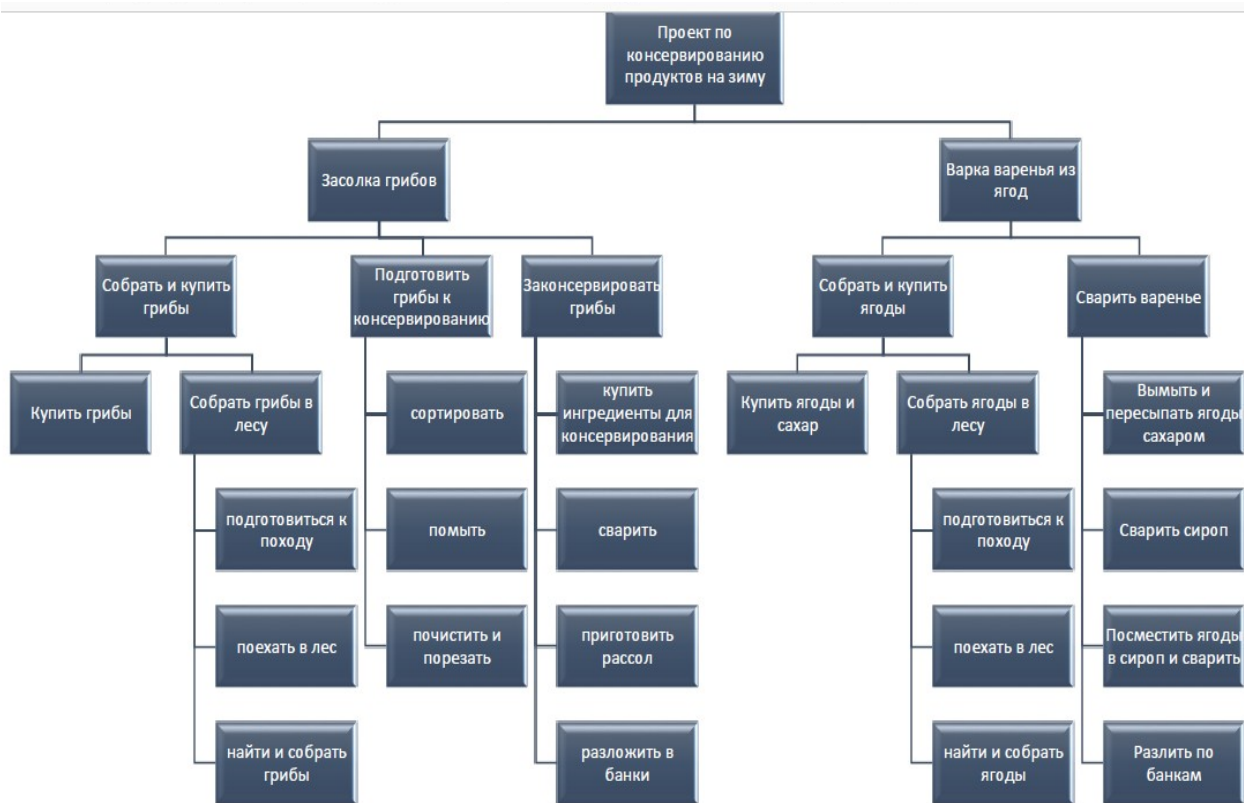 Проект по
консервированию
продуктов на зиму
Засолка грибов
Варка варенья из
ягод
Собрать и купить
грибы
Подготовить
грибы к
консервированию
Законсервировать
грибы
Собрать и купить
ягоды
Сварить варенье
Купить грибы
Собрать грибы в
лесу
сортировать
купить
ингредиенты для
консервирования
Купить ягоды и
сахар
Собрать ягоды в
лесу
Вымыть и
пересыпать ягоды
сахаром
подготовиться к
походу
помыть
сварить
подготовиться к
походу
Сварить сироп
поехать в лес
почистить и
порезать
приготовить
рассол
поехать в лес
Посместить ягоды
в сироп и сварить
найти и собрать
грибы
разложить в
банки
найти и собрать
ягоды
Разлить по
банкам